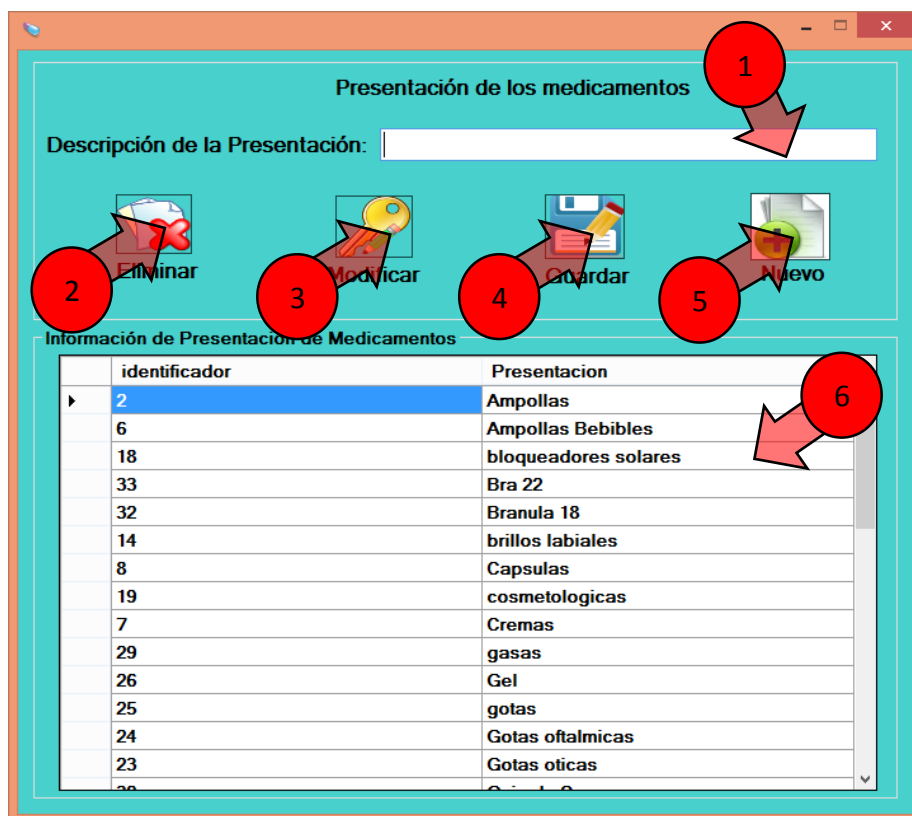 1
Presentación de los medicamentos
Descripción de la Presentación:
Eliminar
Modificar
Guardar
Nuevo
2
3
4
5
Información de Presentación de Medicamentos
identificador Presentacion
6
2 Ampollas
6 Ampollas Bebibles
18 bloqueadores solares
33 Bra 22
32 Branula 18
14 brillos labiales
8 Capsulas
19 cosmetologicas
7 Cremas
29 gasas
26 Gel
25 gotas
24 Gotas oftalmicas
23 Gotas oticas